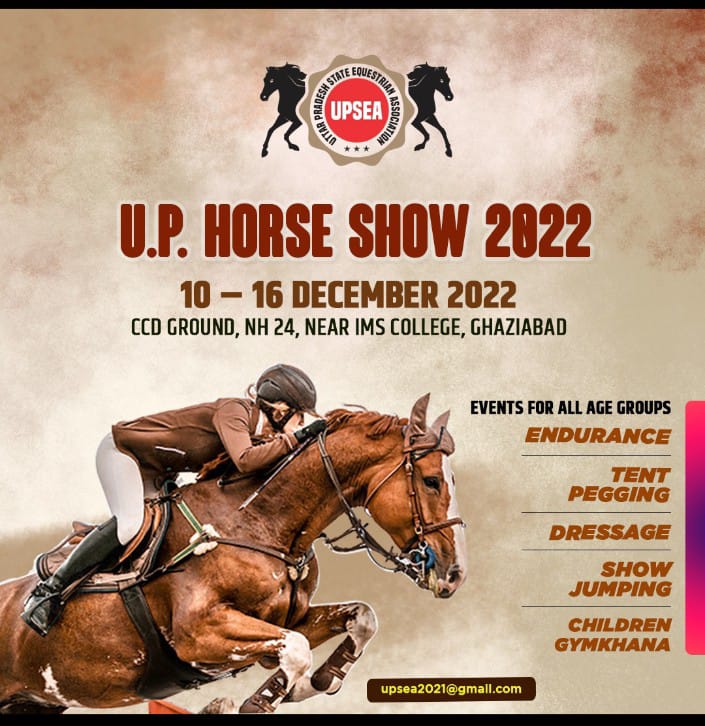 UTTAR PRADESH STATE EQUESTRIAN ASSOCIATION
UPSEA
U.P. HORSE SHOW 2022
10 – 16 DECEMBER 2022
CCD GROUND, NH 24, NEAR IMS COLLEGE, GHAZIABAD
EVENTS FOR ALL AGE GROUPS
ENDURANCE
TENT
PEGGING
DRESSAGE
SHOW
JUMPING
CHILDREN
GYMKHANA
upsea2021@gmail.com